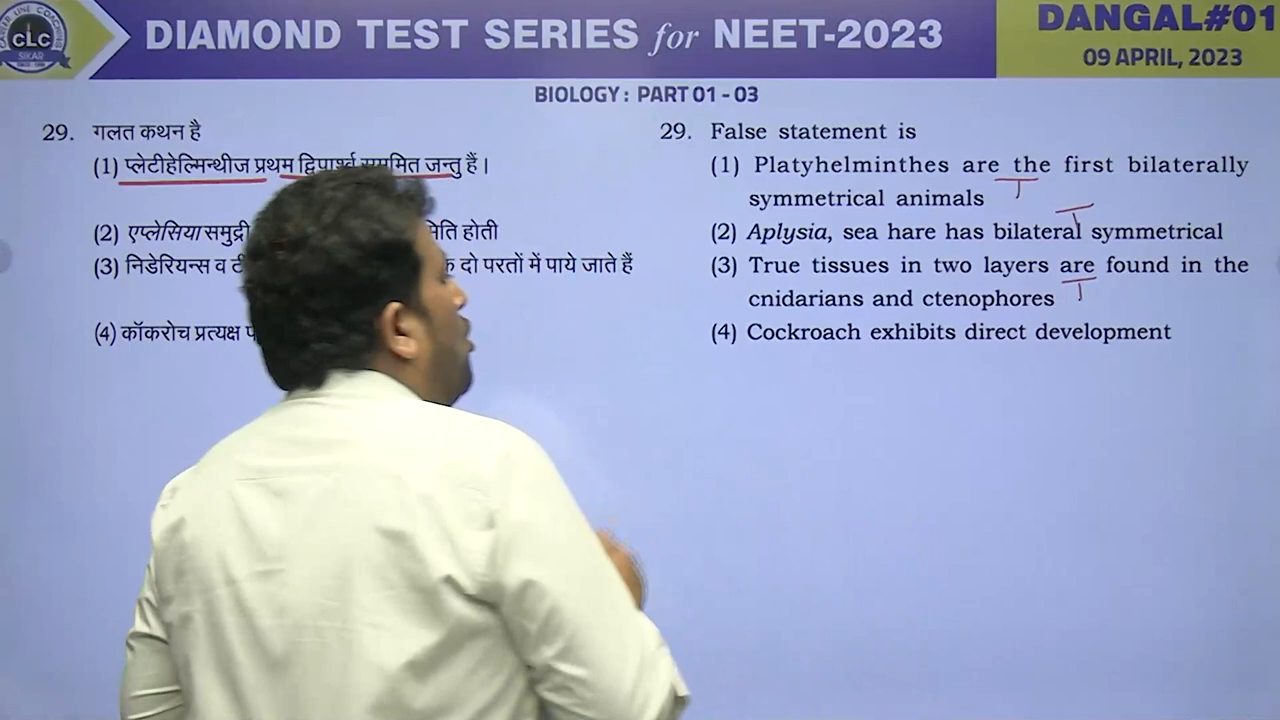 CLC
SIKAR
DIAMOND TEST SERIES for NEET-2023
DANGAL#01
09 APRIL, 2023
BIOLOGY : PART 01 - 03
29. गलत कथन है
(1) प्लेटीहेल्मिन्थीज प्रथम द्विपार्श्व सममित जन्तु हैं।
(2) एप्लेसिया समुद्री होती
(3) निडेरियन्स व दो परतों में पाये जाते हैं
(4) कॉकरोच प्रत्यक्ष
29. False statement is
(1) Platyhelminthes are the first bilaterally
symmetrical animals
T
(2) Aplysia, sea hare has bilateral symmetrical
T
(3) True tissues in two layers are found in the
cnidarians and ctenophores
T
(4) Cockroach exhibits direct development